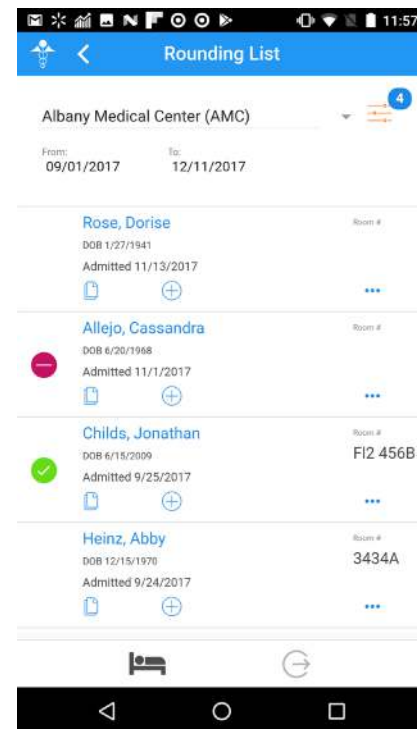 11:57
Rounding List
4
Albany Medical Center (AMC)
From: To:
09/01/2017 12/11/2017
Rose, Dorise Room #
DOB 1/27/1941
Admitted 11/13/2017
Allejo, Cassandra Room #
DOB 6/20/1968
Admitted 11/1/2017
Childs, Jonathan Room #
DOB 6/15/2009 Fl2 456B
Admitted 9/25/2017
Heinz, Abby Room #
DOB 12/15/1970 3434A
Admitted 9/24/2017